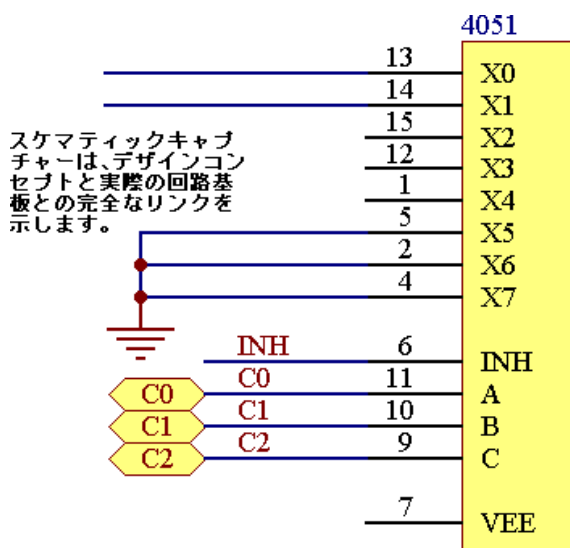 4051
13 X0
14 X1
15 X2
12 X3
1 X4
5 X5
2 X6
4 X7
スケマティックキャプ
チャーは、デザインコン
セプトと実際の回路基
板との完全なリンクを
示します。
INH 6 INH
C0 C0 11 A
C1 C1 10 B
C2 C2 9 C
7 VEE